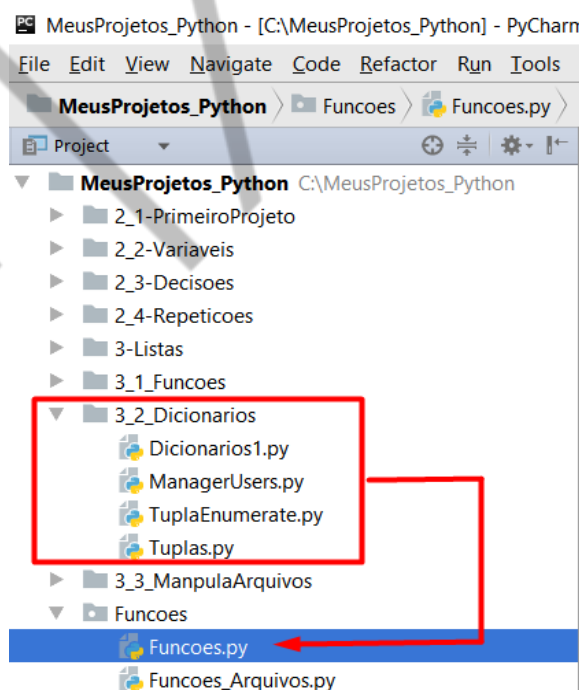 PC MeusProjetos_Python - [C:\MeusProjetos_Python] - PyCharm
File Edit View Navigate Code Refactor Run Tools
MeusProjetos_Python Funcoes Funcoes.py
Project
MeusProjetos_Python C:\MeusProjetos_Python
2_1-PrimeiroProjeto
2_2-Variaveis
2_3-Decisoes
2_4-Repeticoes
3-Listas
3_1_Funcoes
3_2_Dicionarios
Dicionarios1.py
ManagerUsers.py
TuplaEnumerate.py
Tuplas.py
3_3_ManpulaArquivos
Funcoes
Funcoes.py
Funcoes_Arquivos.py